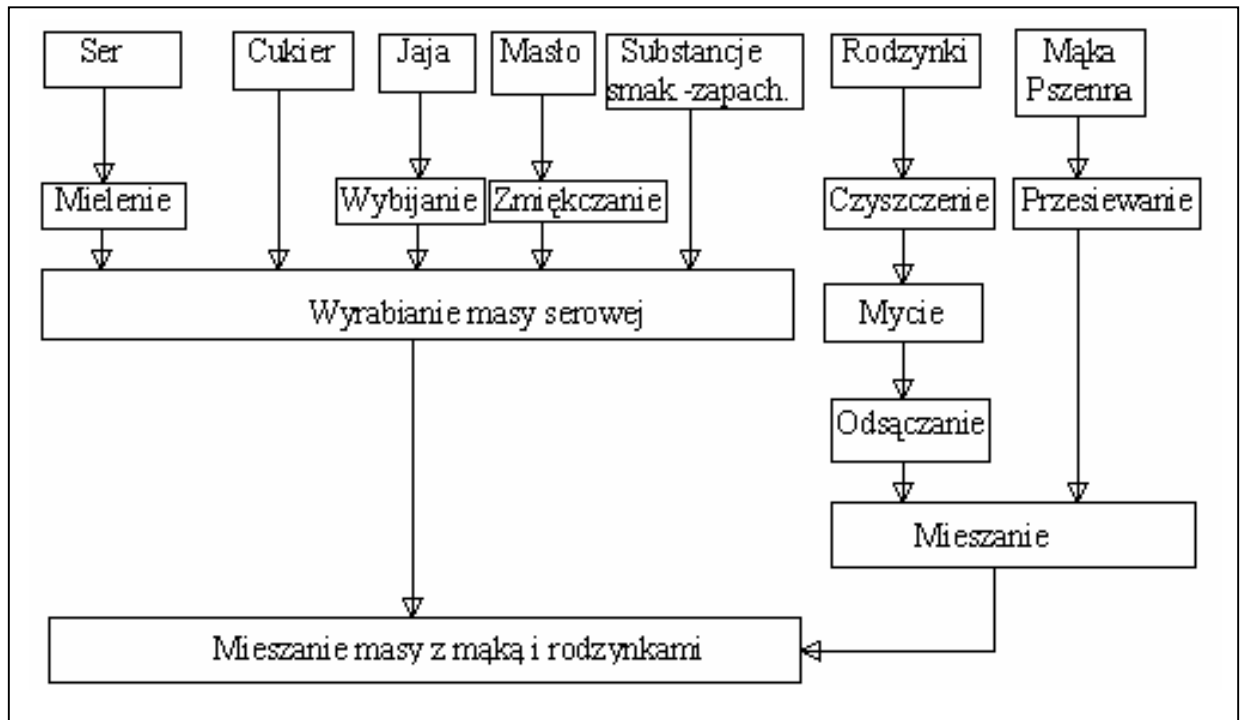 Ser
Cukier
Jaja
Masło
Substancje
smak.-zapach.
Rodzynki
Mąka
Pszenna
Mielenie
Wybijanie
Zmiękczanie
Czyszczenie
Przesiewanie
Wyrabianie masy serowej
Mycie
Odsączanie
Mieszanie
Mieszanie masy z mąką i rodzynkami